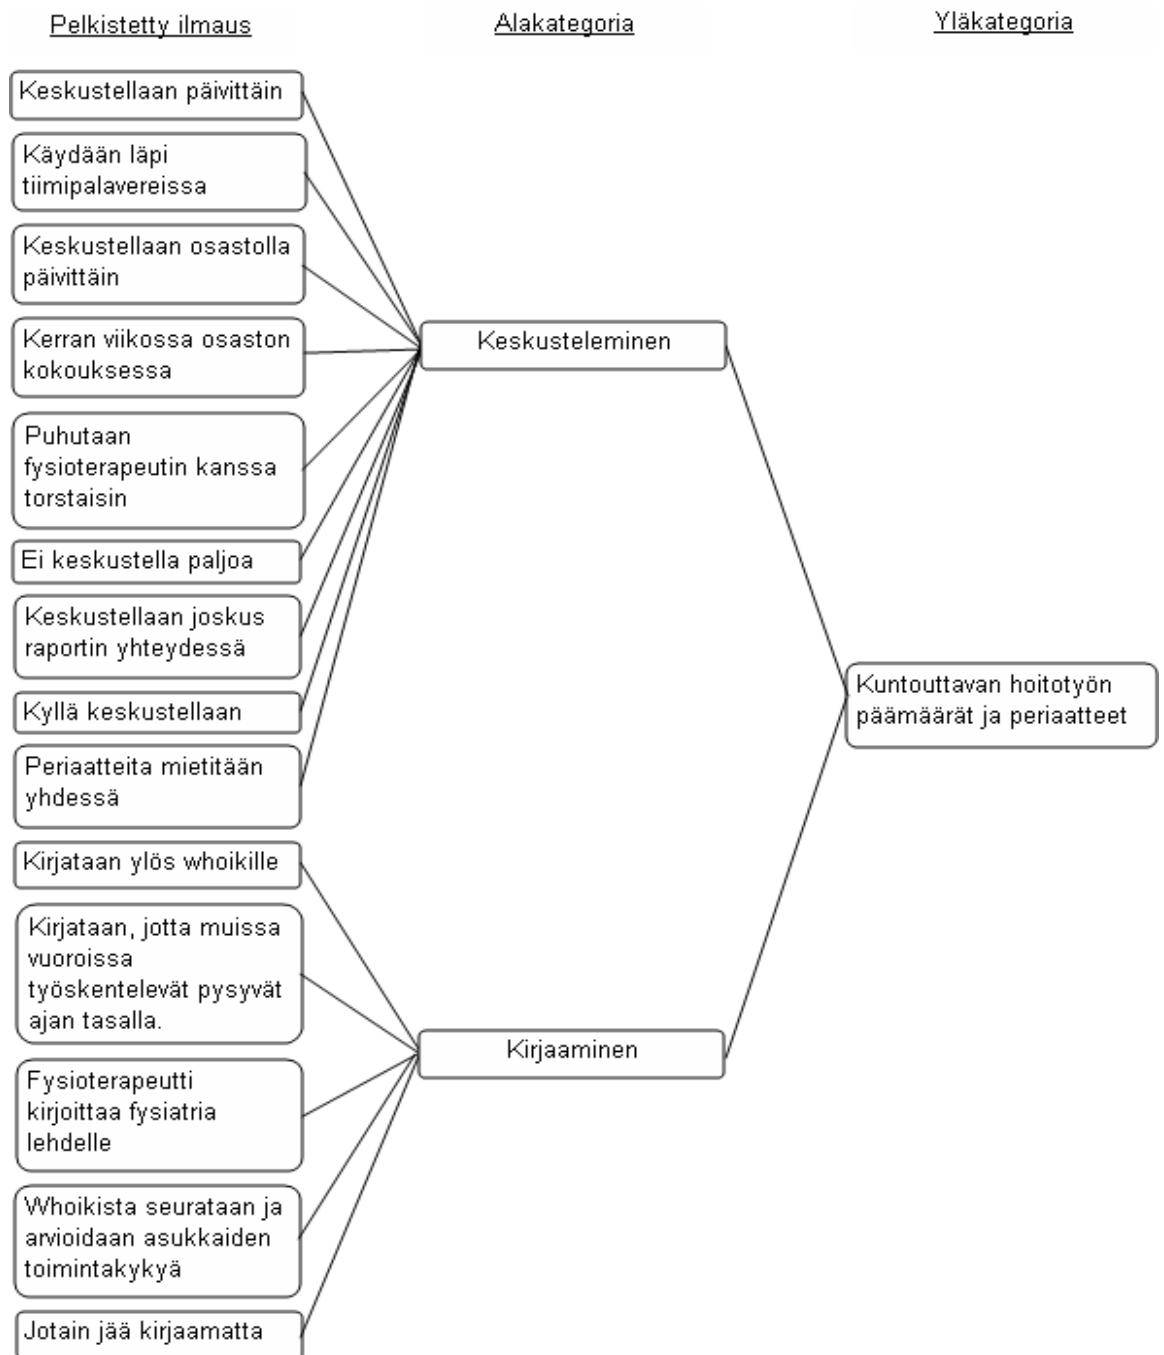 Pelkistetty ilmaus
Alakategoria
Yläkategoria
Keskustellaan päivittäin
Käydään läpi
tiimipalavereissa
Keskustellaan osastolla
päivittäin
Kerran viikossa osaston
kokouksessa
Puhutaan
fysioterapeutin kanssa
torstaisin
Ei keskustella paljoa
Keskustellaan joskus
raportin yhteydessä
Kyllä keskustellaan
Periaatteita mietitään
yhdessä
Kirjataan ylös whoikille
Kirjataan, jotta muissa
vuoroissa
työskentelevät pysyvät
ajan tasalla.
Fysioterapeutti
kirjoittaa fysiatria
lehdelle
Whoikista seurataan ja
arvioidaan asukkaiden
toimintakykyä
Jotain jää kirjaamatta
Keskusteleminen
Kirjaaminen
Kuntouttavan hoitotyön
päämäärät ja periaatteet